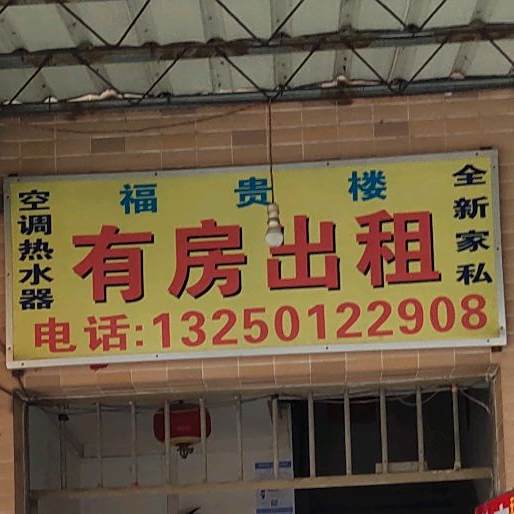 福贵楼
空调热水器
有房出租
全新家私
电话:13250122908